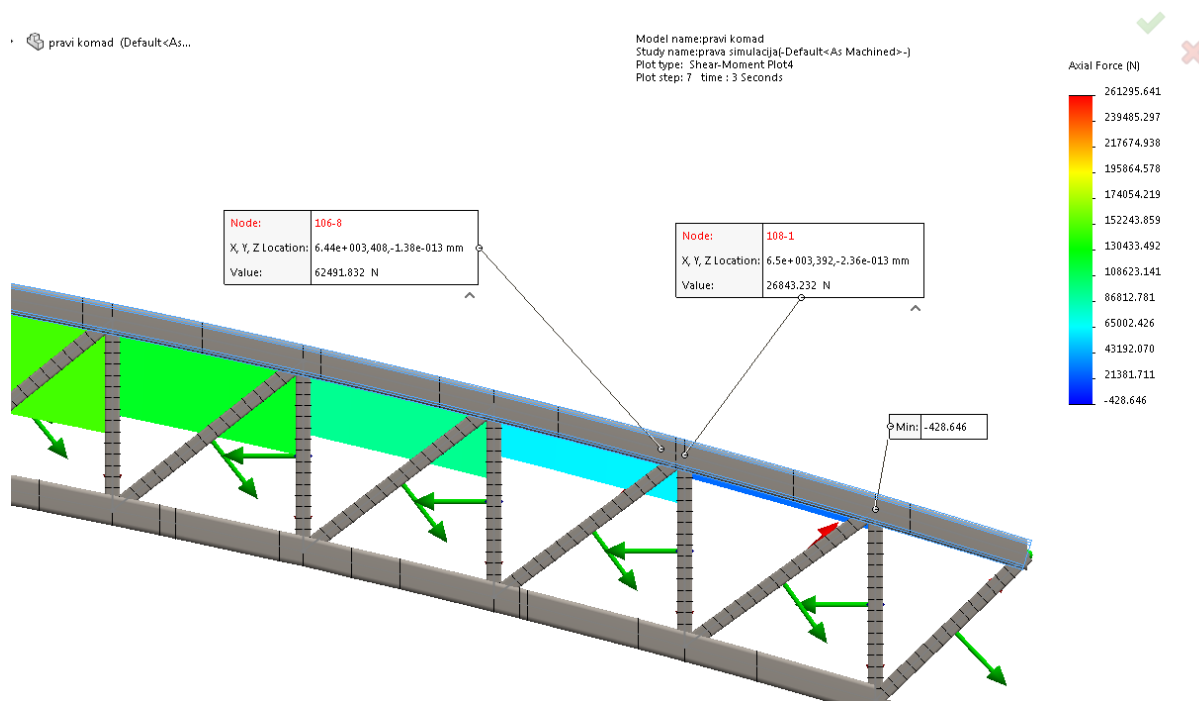 pravi komad (Default<As...
Model name:pravi komad
Study name:prava simulacija(-Default<As Machined>-)
Plot type: Shear-Moment Plot4
Plot step: 7 time : 3 Seconds
Axial Force (N)
261295.641
239485.297
217674.938
195864.578
174054.219
152243.859
130433.492
108623.141
86812.781
65002.426
43192.070
21381.711
-428.646
Node: 106-8
X, Y, Z Location: 6.44e+003,408,-1.38e-013 mm
Value: 62491.832 N
Node: 108-1
X, Y, Z Location: 6.5e+003,392,-2.36e-013 mm
Value: 26843.232 N
Min: -428.646